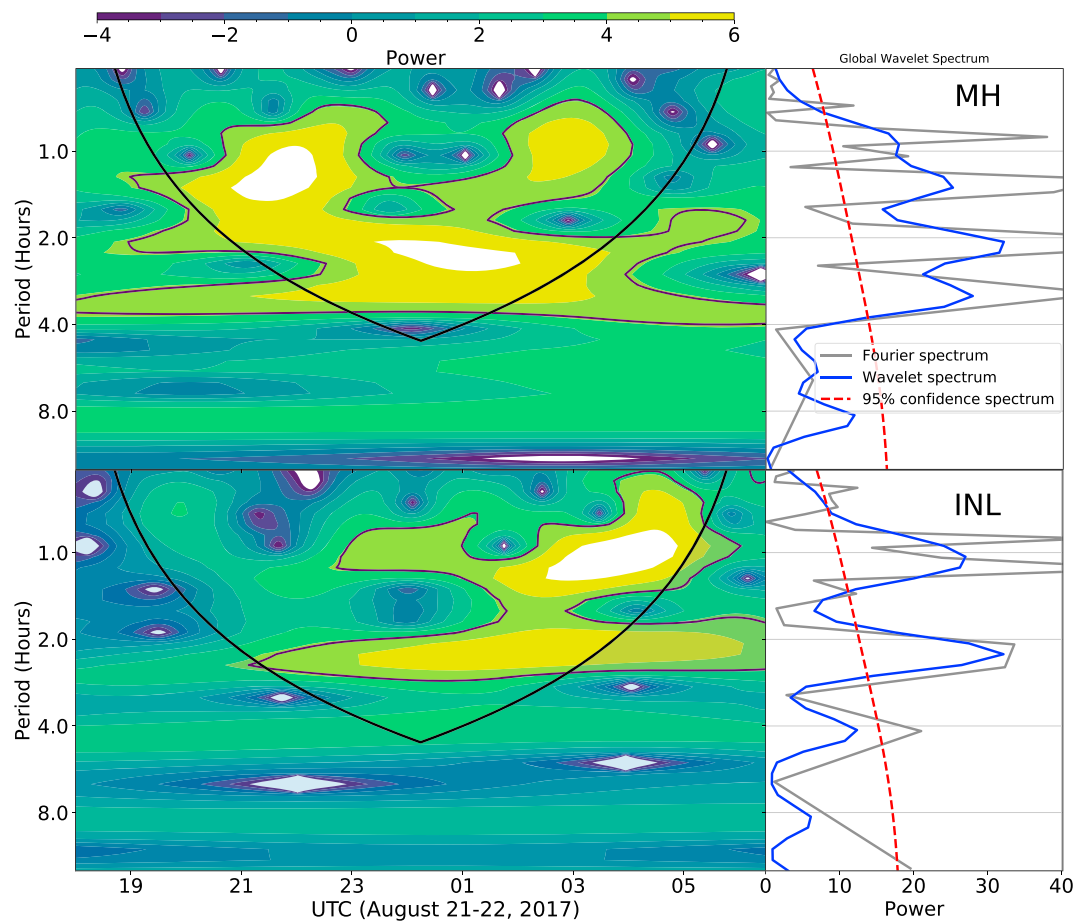 −4 −2 0 2 4 6
Power
Global Wavelet Spectrum
MH
1.0
2.0
4.0
8.0
Period (Hours)
Fourier spectrum
Wavelet spectrum
95% confidence spectrum
INL
1.0
2.0
4.0
8.0
Period (Hours)
19 21 23 01 03 05
UTC (August 21-22, 2017)
0 10 20 30 40
Power